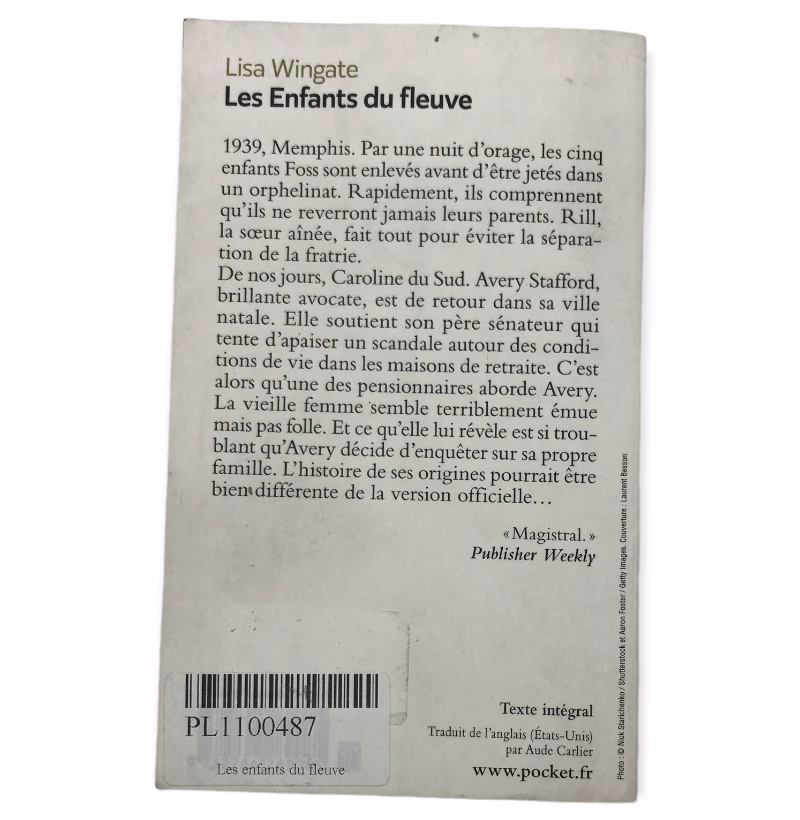 Lisa Wingate
Les Enfants du fleuve
1939, Memphis. Par une nuit d'orage, les cinq
enfants Foss sont enlevés avant d'être jetés dans
un orphelinat. Rapidement, ils comprennent
qu'ils ne reverront jamais leurs parents. Rill,
la sœur aînée, fait tout pour éviter la sépara-
tion de la fratrie.
De nos jours, Caroline du Sud. Avery Stafford,
brillante avocate, est de retour dans sa ville
natale. Elle soutient son père sénateur qui
tente d'apaiser un scandale autour des condi-
tions de vie dans les maisons de retraite. C'est
alors qu'une des pensionnaires aborde Avery.
La vieille femme semble terriblement émue
mais pas folle. Et ce qu'elle lui révèle est si trou-
blant qu'Avery décide d'enquêter sur sa propre
famille. L'histoire de ses origines pourrait être
bien différente de la version officielle…
« Magistral. »
Publisher Weekly
PL1100487
Les enfants du fleuve
Texte intégral
Traduit de l'anglais (États-Unis)
par Aude Carlier
www.pocket.fr
Photo : © Nick Starichenko / Shutterstock et Aaron Foster / Getty Images. Couverture : Laurent Besson